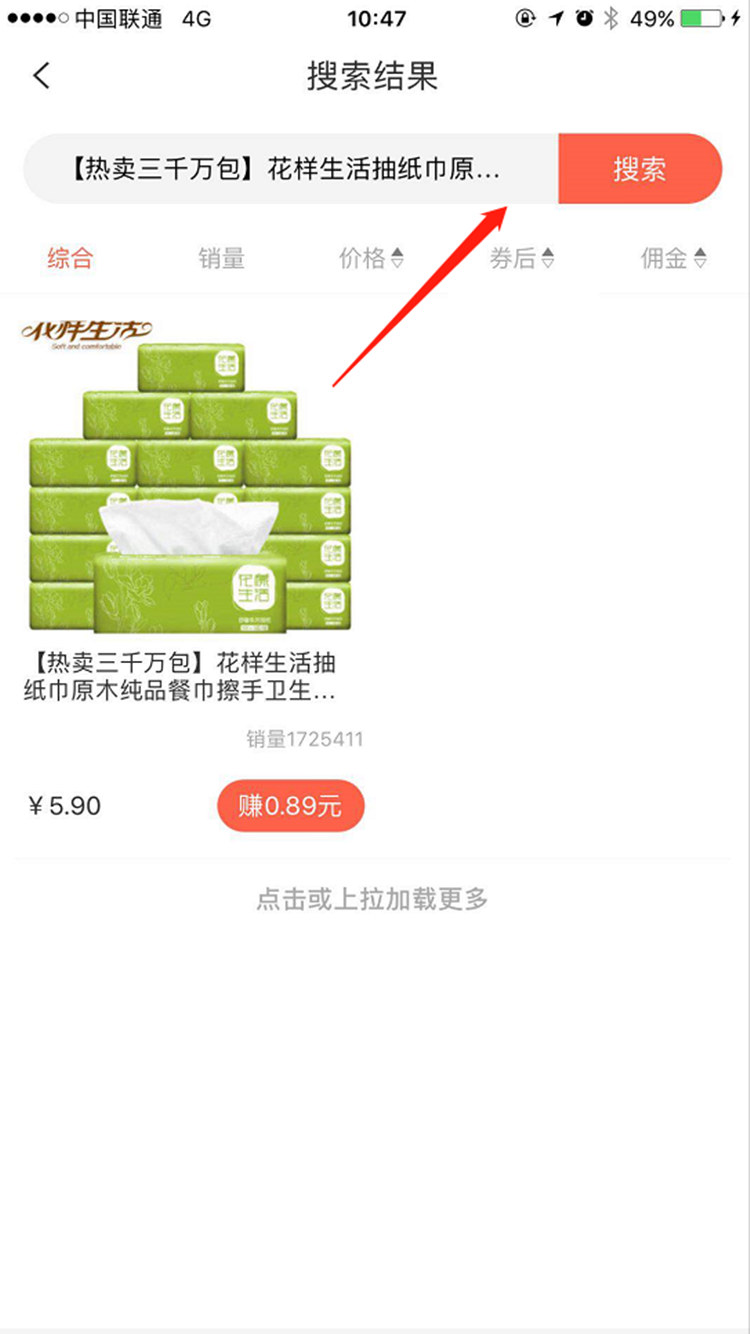 中国联通 4G 10:47 49%
搜索结果
【热卖三千万包】花样生活抽纸巾原... 搜索
综合 销量 价格 券后 佣金
花样生活
Soft and comfortable
花样
生活
【热卖三千万包】花样生活抽
纸巾原木纯品餐巾擦手卫生...
销量1725411
¥5.90 赚0.89元
点击或上拉加载更多